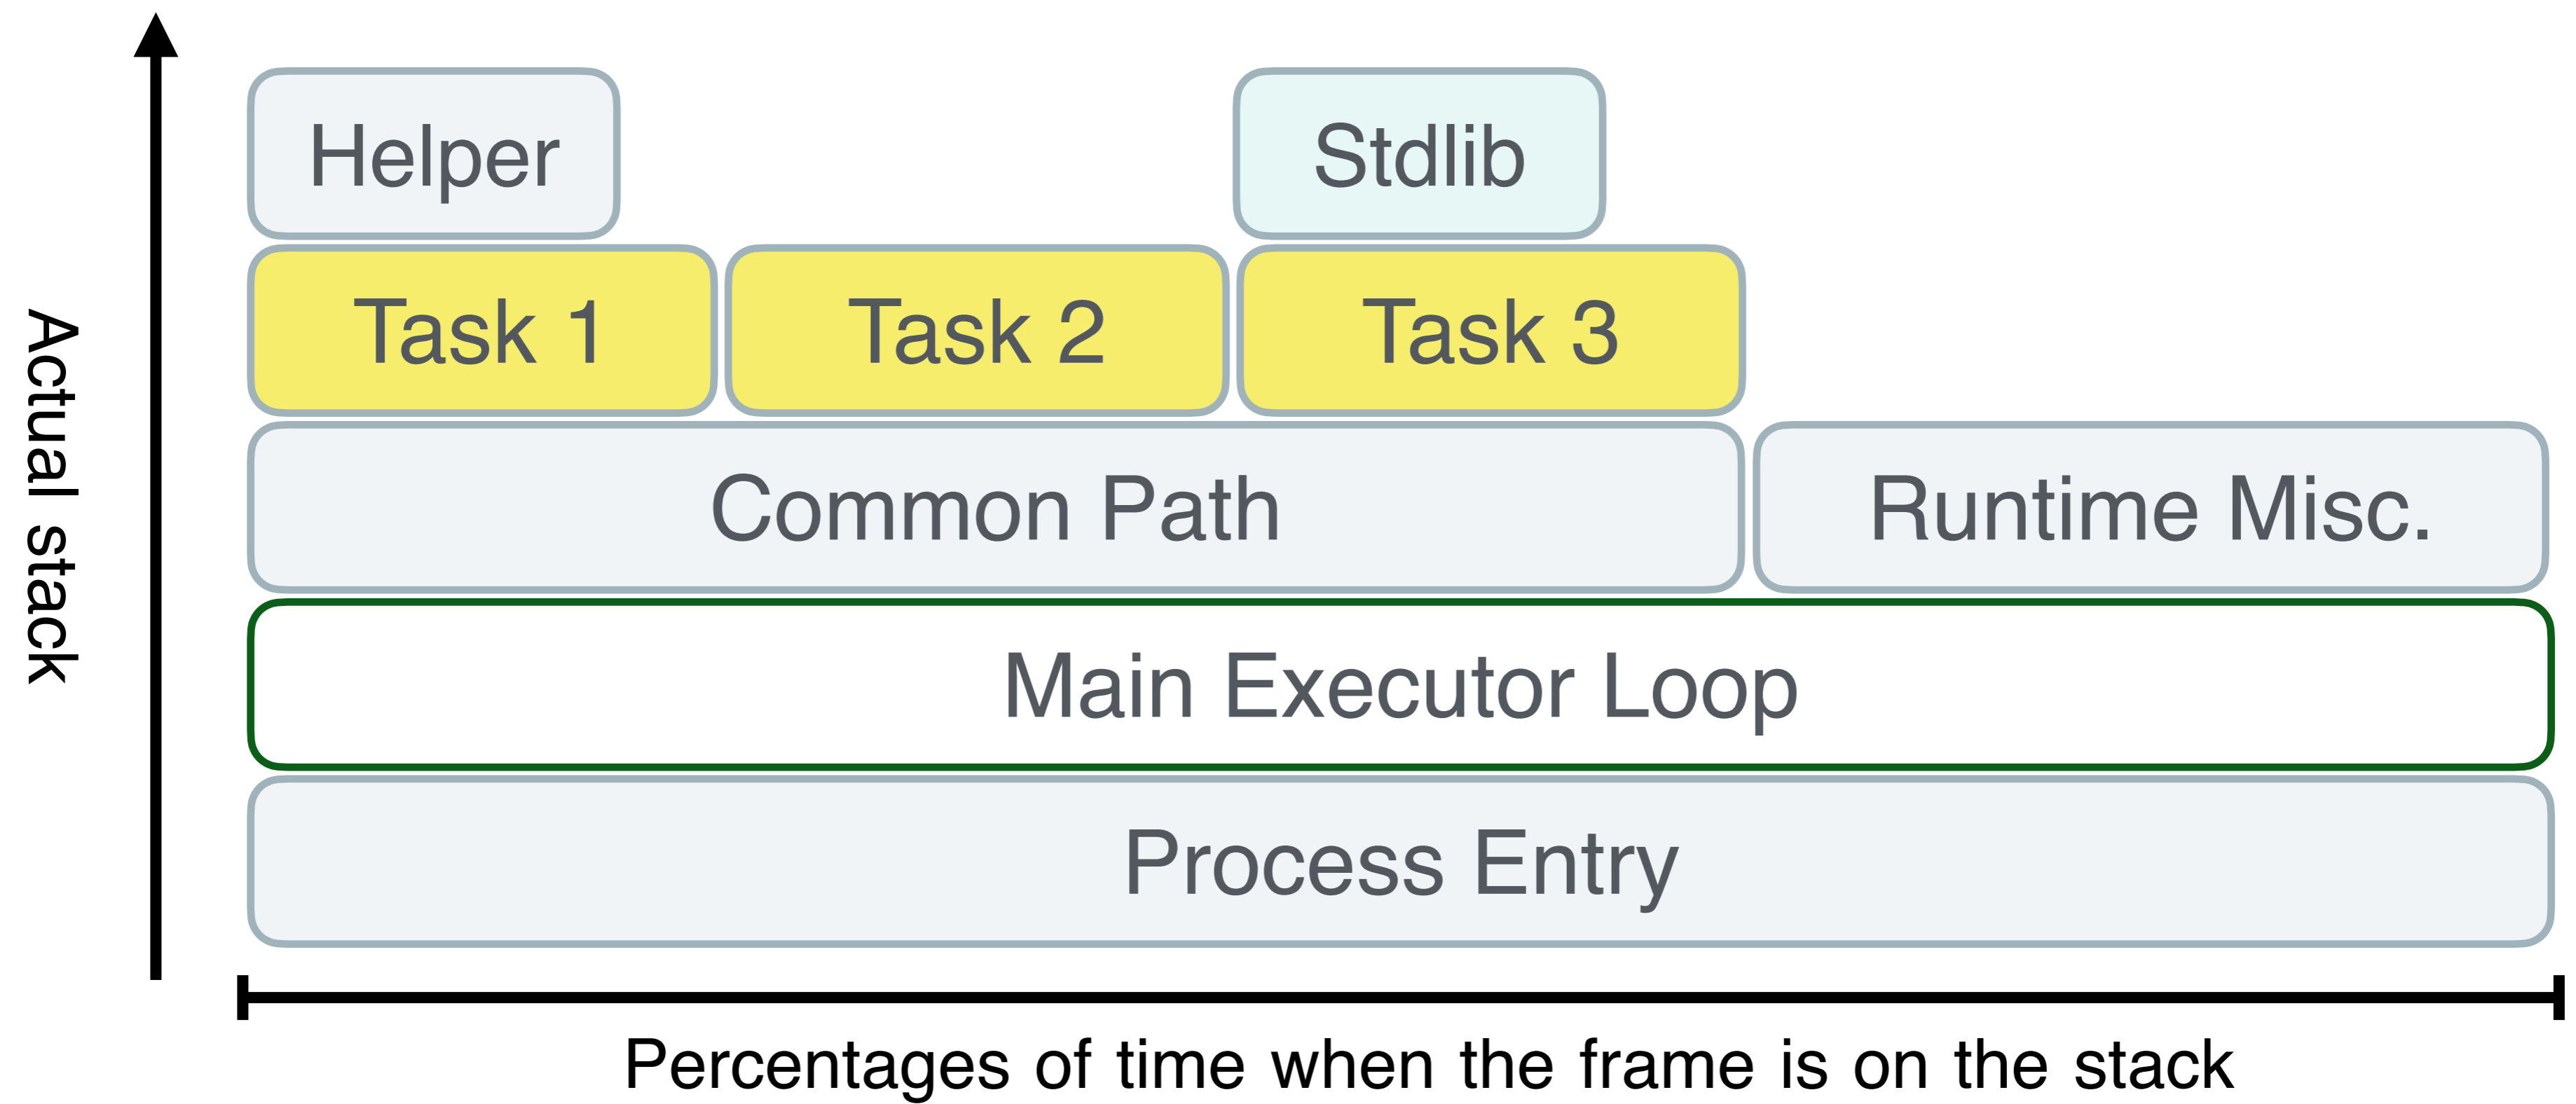 Helper
Stdlib
Task 1
Task 2
Task 3
Common Path
Runtime Misc.
Main Executor Loop
Process Entry
Actual stack
Percentages of time when the frame is on the stack